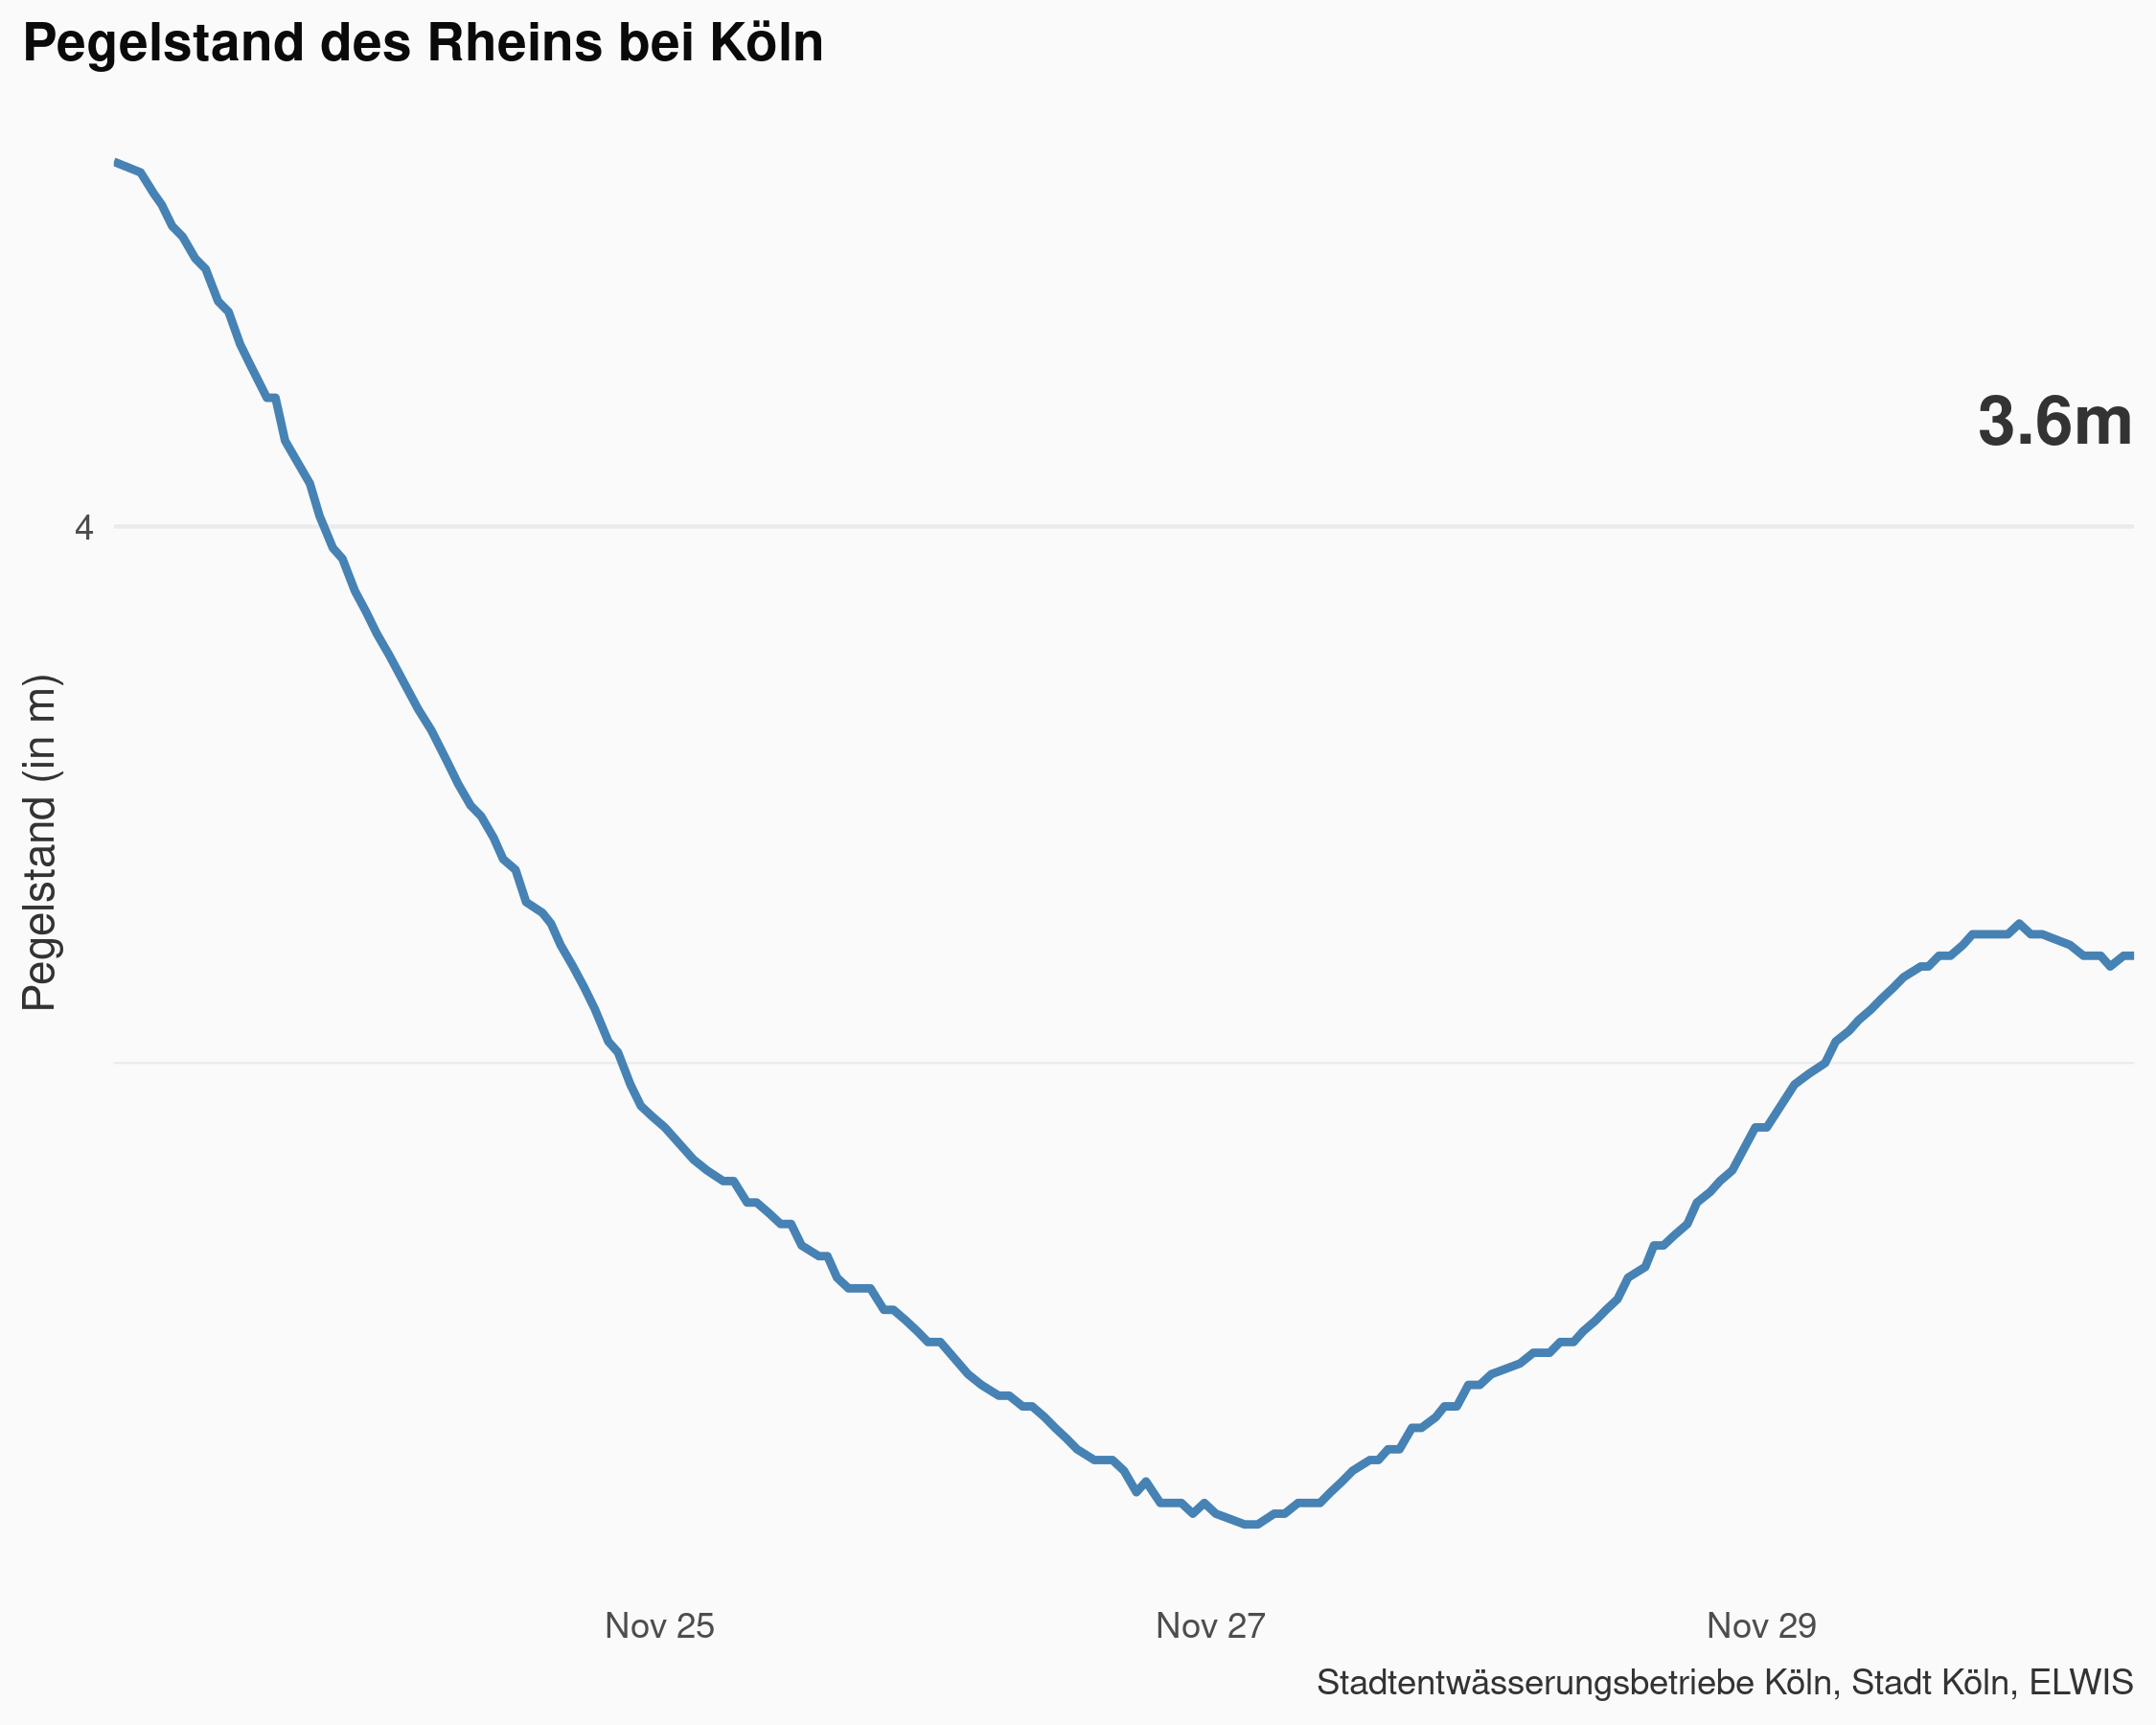 Pegelstand des Rheins bei Köln
3.6m
4
Pegelstand (in m)
Nov 25
Nov 27
Nov 29
Stadtentwässerungsbetriebe Köln, Stadt Köln, ELWIS